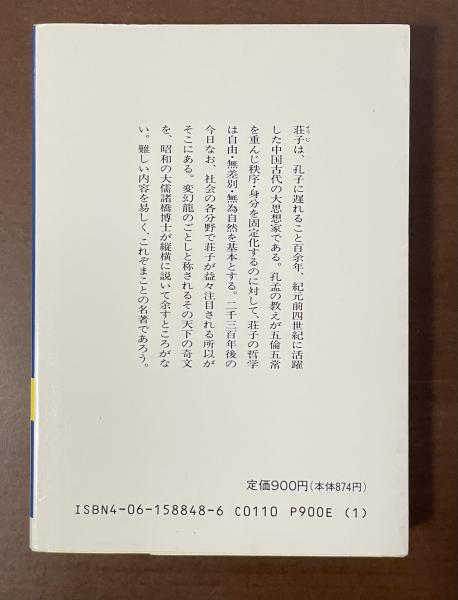 そうじ
荘子は、孔子に遅れること百余年、紀元前四世紀に活躍
した中国古代の大思想家である。孔孟の教えが五倫五常
を重んじ秩序・身分を固定化するのに対して、荘子の哲学
は自由・無差別・無為自然を基本とする。二千三百年後の
今日なお、社会の各分野で荘子が益々注目される所以が
そこにある。変幻龍のごとしと称されるその天下の奇文
を、昭和の大儒諸橋博士が縦横に説いて余すところがな
い。難しい内容を易しく、これぞまことの名著であろう。
定価900円(本体874円)
ISBN4-06-158848-6 C0110 P900E (1)